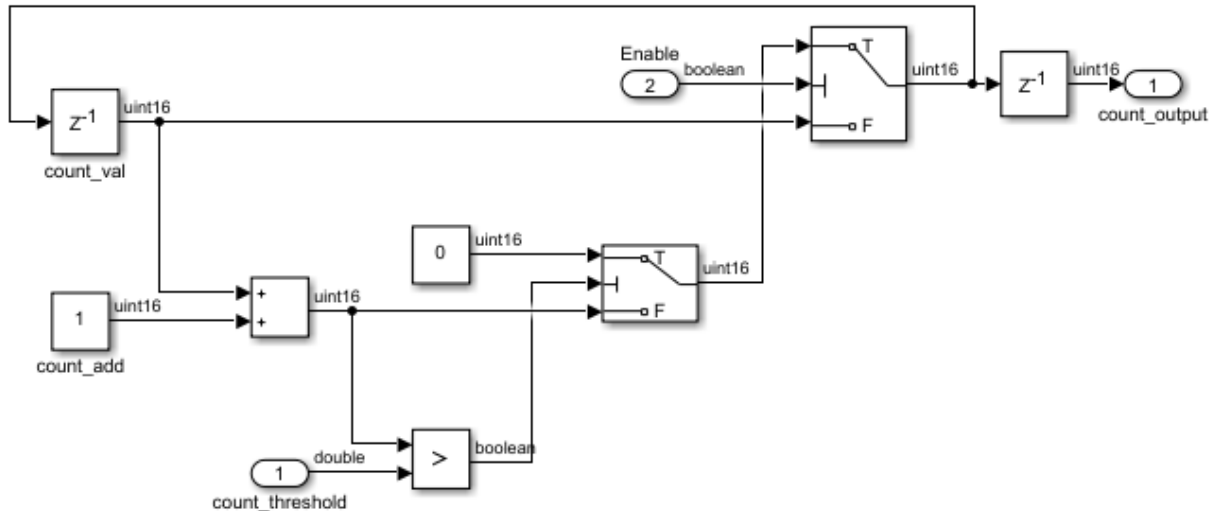 Enable
T
boolean
uint16
uint16
2
Z-1
1
uint16
Z-1
F
count_output
count_val
0
uint16
T
uint16
uint16
+
uint16
1
+
F
count_add
boolean
>
double
1
count_threshold